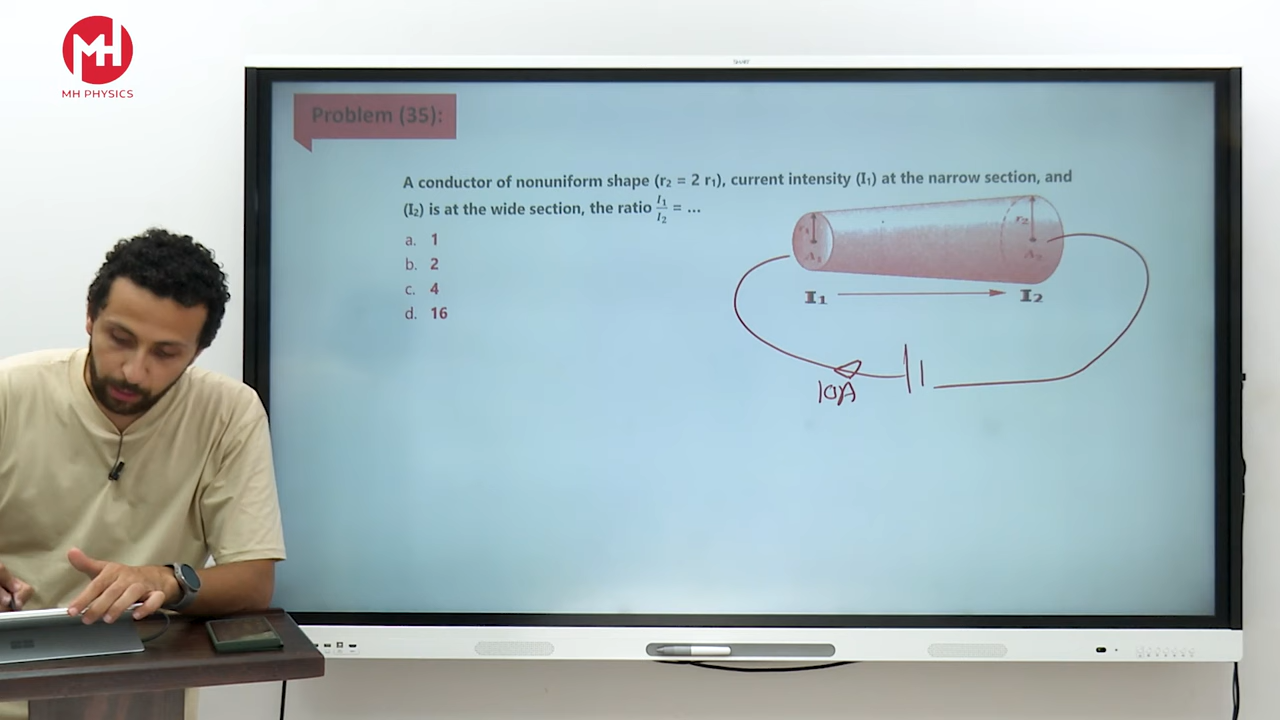 MH
MH PHYSICS
SMART
Problem (35):
A conductor of nonuniform shape (r₂ = 2 r₁), current intensity (I₁) at the narrow section, and
(I₂) is at the wide section, the ratio I₁/I₂ = ...
a. 1
b. 2
c. 4
d. 16
r₁
r₂
A₁
A₂
I₁
I₂
10A